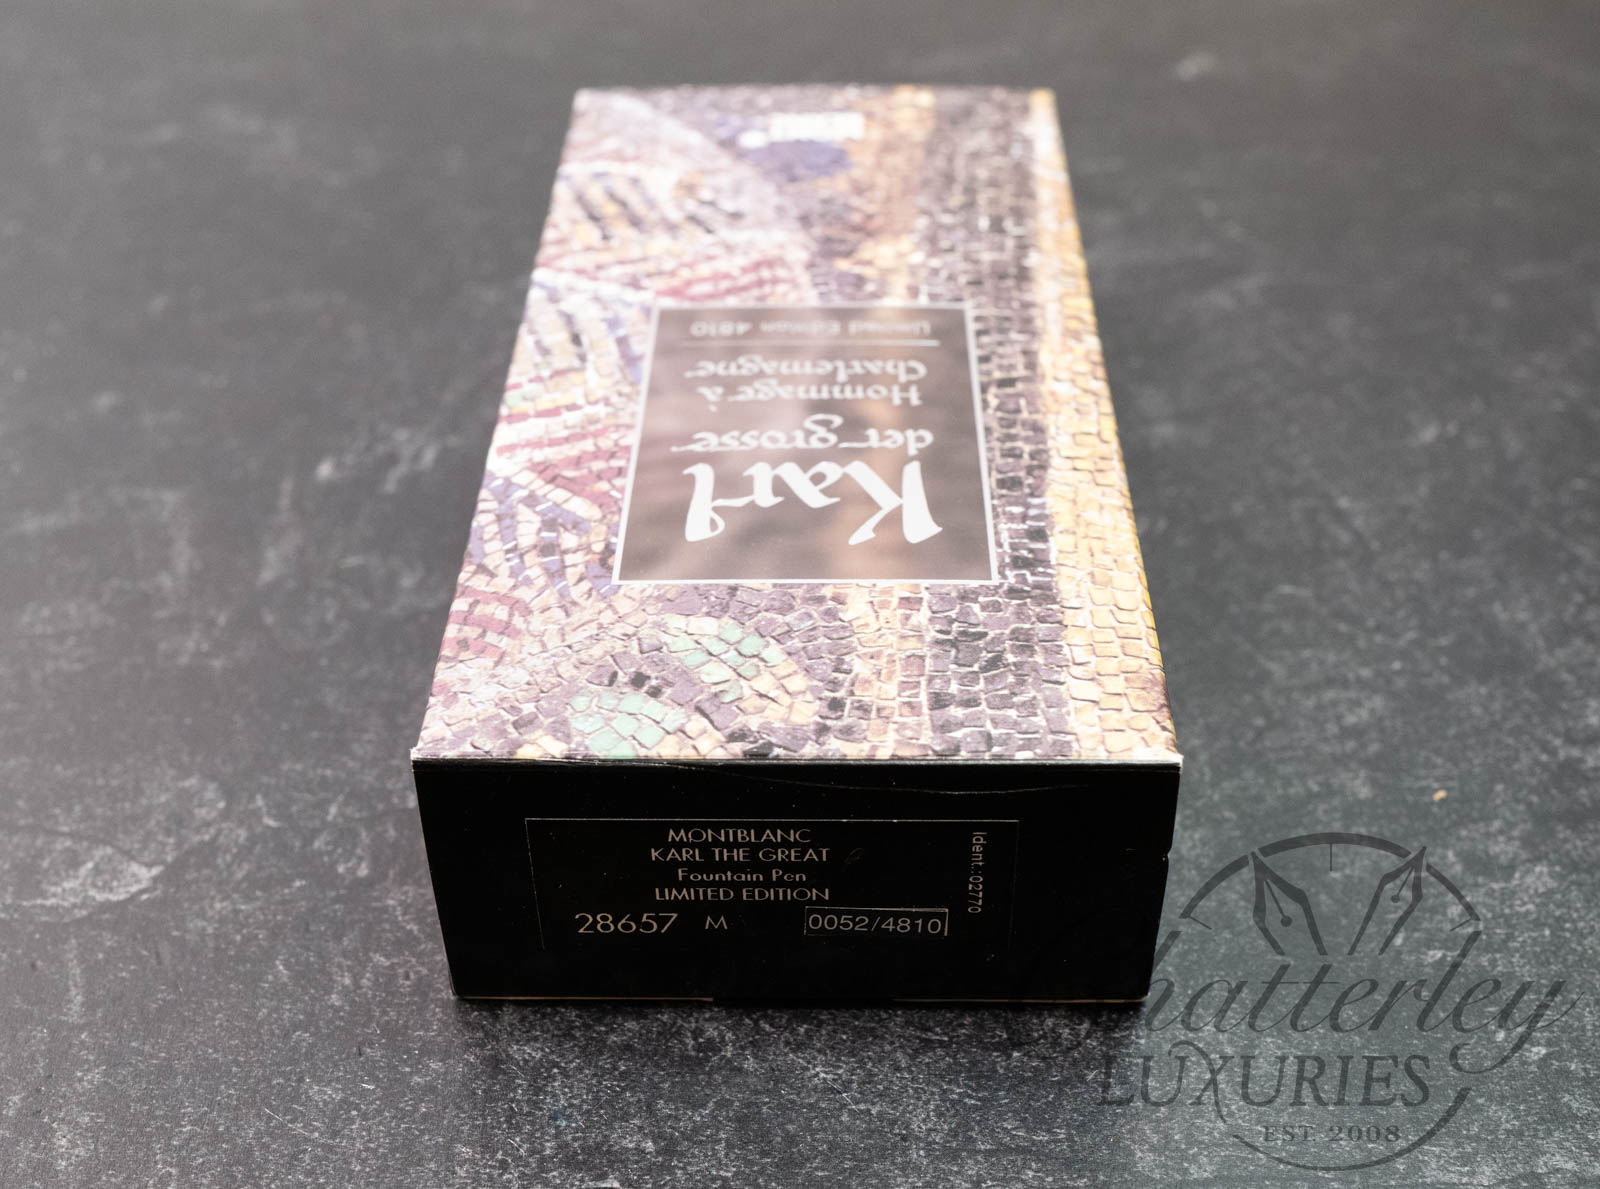 Karl
der grosse
Hommage à
Charlemagne
Limited Edition 4810
MONTBLANC
KARL THE GREAT
Fountain Pen
LIMITED EDITION
28657 M 0052/4810
Ident.:02770
Chatterley
LUXURIES
EST 2008